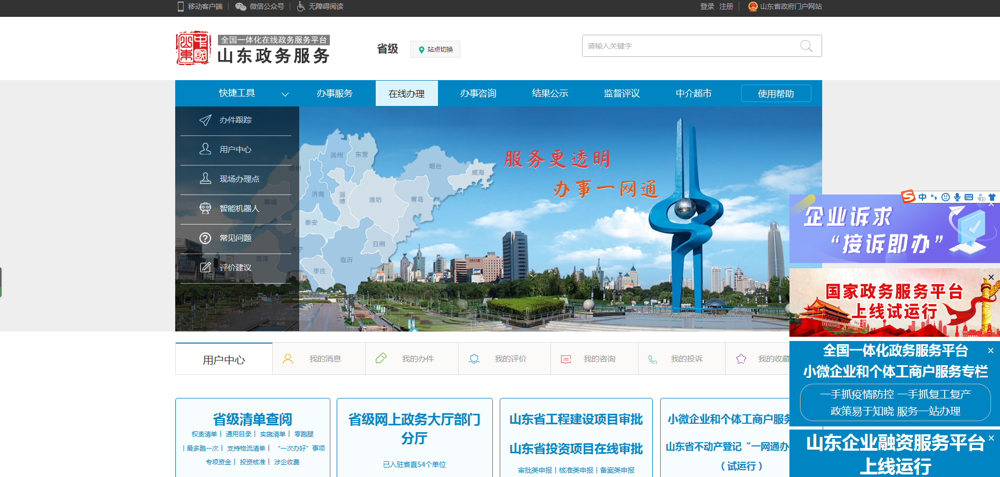 移动客户端 微信公众号 无障碍阅读 登录 注册 山东省政府门户网站
全国一体化在线政务服务平台
山东政务服务
省级 站点切换 请输入关键字
快捷工具 办事服务 在线办理 办事咨询 结果公示 监督评议 中介超市 使用帮助
办件跟踪
用户中心
现场办理点
智能机器人
常见问题
评价建议
滨州 东营
德州
烟台
威海
济南
淄博
潍坊
青岛
聊城
泰安
日照
济宁
菏泽
临沂
枣庄
服务更透明
办事一网通
中
企业诉求
“接诉即办”
国家政务服务平台
上线试运行
全国一体化政务服务平台
小微企业和个体工商户服务专栏
一手抓疫情防控 一手抓复工复产
政策易于知晓 服务一站办理
山东企业融资服务平台
上线运行
用户中心 我的消息 我的办件 我的评价 我的咨询 我的投诉 我的收藏
省级清单查阅
权责清单 | 通用目录 | 实施清单 | 零跑腿
| 最多跑一次 | 支持物流清单 | “一次办好”事项
专项资金 | 投资核准 | 涉企收费
省级网上政务大厅部门
分厅
已入驻省直54个单位
山东省工程建设项目审批
山东省投资项目在线审批
审批类申报 | 核准类申报 | 备案类申报
小微企业和个体工商户服务
山东省不动产登记“一网通办
（试运行）